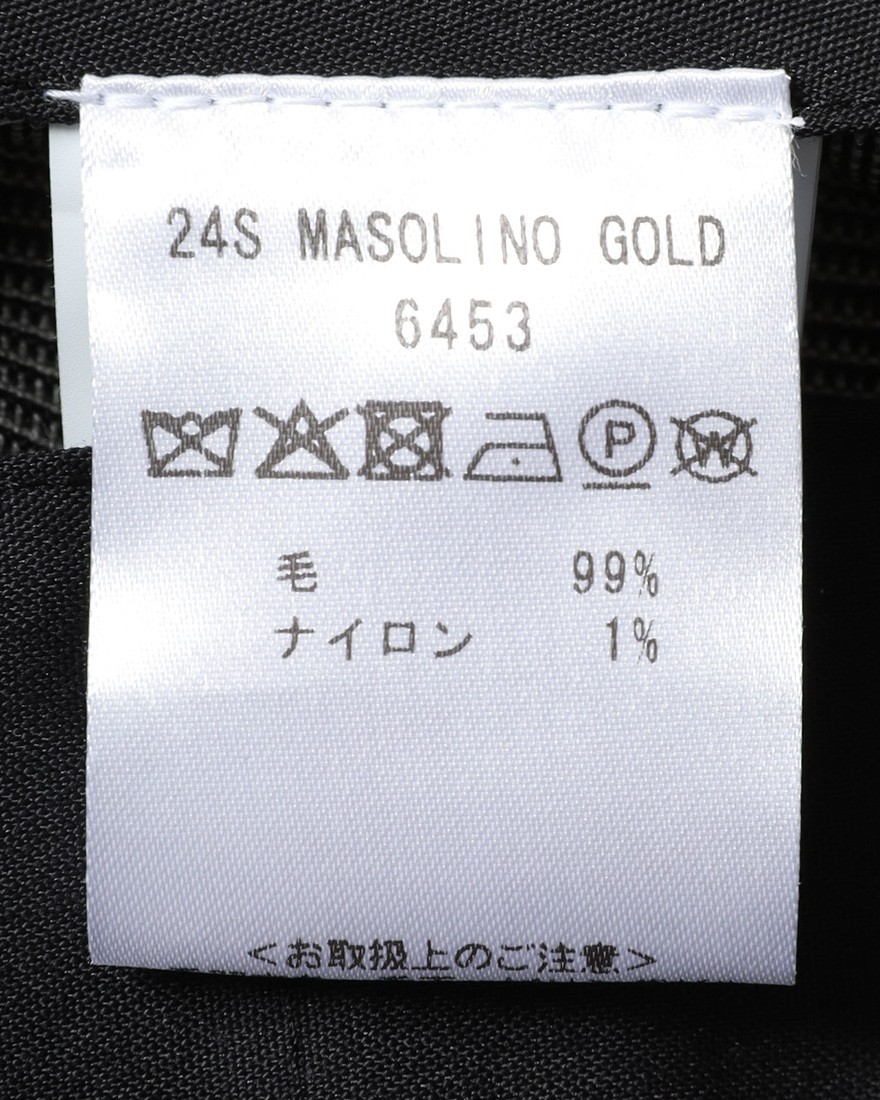 24S MASOLINO GOLD
6453
P W
毛 99%
ナイロン 1%
<お取扱上のご注意>